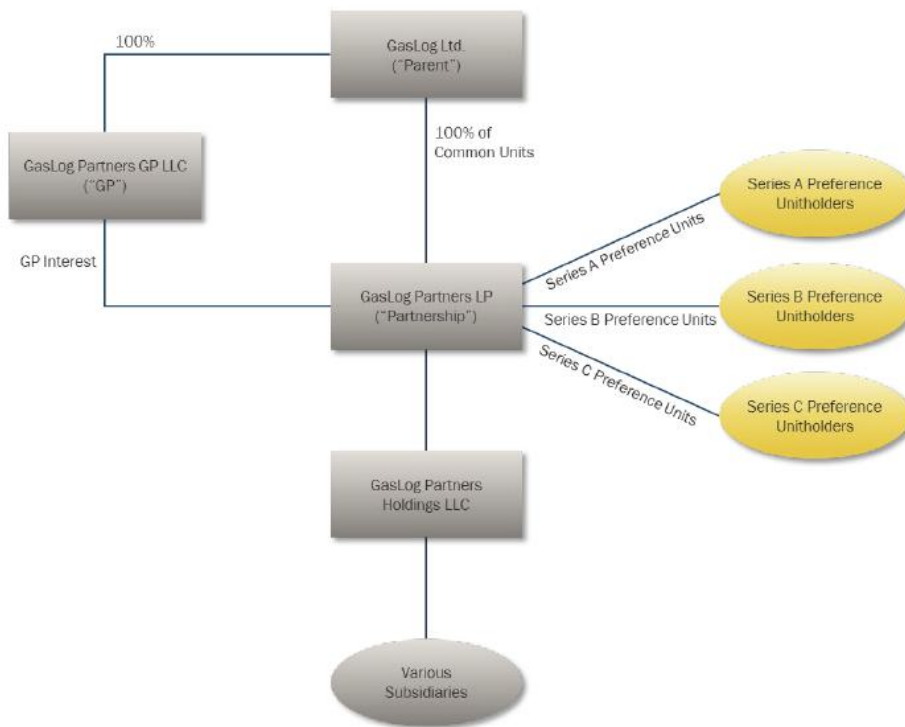 100%
GasLog Ltd.
("Parent")
100% of
Common Units
GasLog Partners GP LLC
("GP")
GP Interest
GasLog Partners LP
("Partnership")
Series A Preference Units
Series A Preference
Unitholders
Series B Preference Units
Series B Preference
Unitholders
Series C Preference Units
Series C Preference
Unitholders
GasLog Partners
Holdings LLC
Various
Subsidiaries